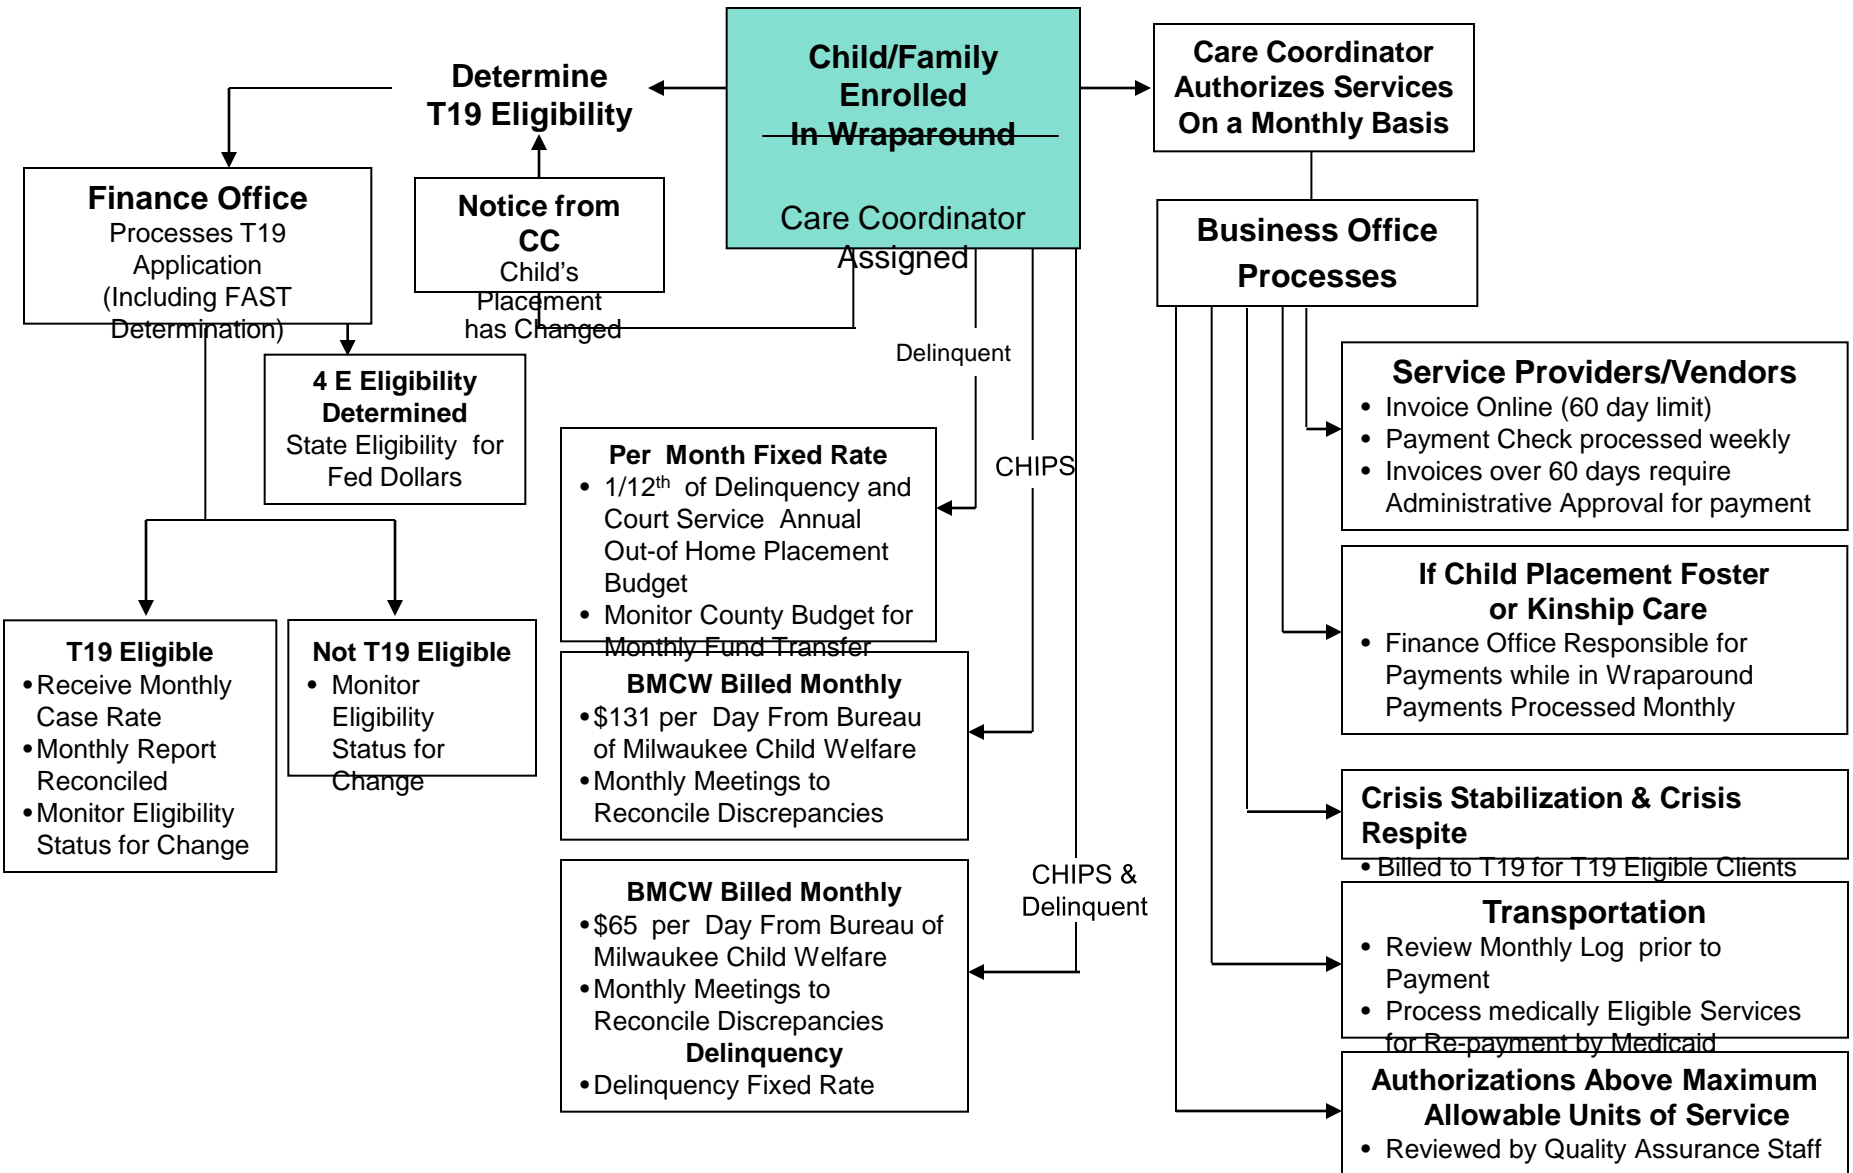 Child/Family
Enrolled
In Wraparound
Care Coordinator
Assigned
Determine
T19 Eligibility
Care Coordinator
Authorizes Services
On a Monthly Basis
Finance Office
Processes T19
Application
(Including FAST
Determination)
Notice from
CC
Child's
Placement
has Changed
Business Office
Processes
4 E Eligibility
Determined
State Eligibility for
Fed Dollars
Delinquent
CHIPS
CHIPS &
Delinquent
T19 Eligible
• Receive Monthly
Case Rate
• Monthly Report
Reconciled
• Monitor Eligibility
Status for Change
Not T19 Eligible
• Monitor
Eligibility
Status for
Change
Per Month Fixed Rate
• 1/12th of Delinquency and
Court Service Annual
Out-of Home Placement
Budget
• Monitor County Budget for
Monthly Fund Transfer
BMCW Billed Monthly
• $131 per Day From Bureau
of Milwaukee Child Welfare
• Monthly Meetings to
Reconcile Discrepancies
BMCW Billed Monthly
• $65 per Day From Bureau of
Milwaukee Child Welfare
• Monthly Meetings to
Reconcile Discrepancies
Delinquency
• Delinquency Fixed Rate
Service Providers/Vendors
• Invoice Online (60 day limit)
• Payment Check processed weekly
• Invoices over 60 days require
Administrative Approval for payment
If Child Placement Foster
or Kinship Care
• Finance Office Responsible for
Payments while in Wraparound
Payments Processed Monthly
Crisis Stabilization & Crisis
Respite
• Billed to T19 for T19 Eligible Clients
Transportation
• Review Monthly Log prior to
Payment
• Process medically Eligible Services
for Re-payment by Medicaid
Authorizations Above Maximum
Allowable Units of Service
• Reviewed by Quality Assurance Staff